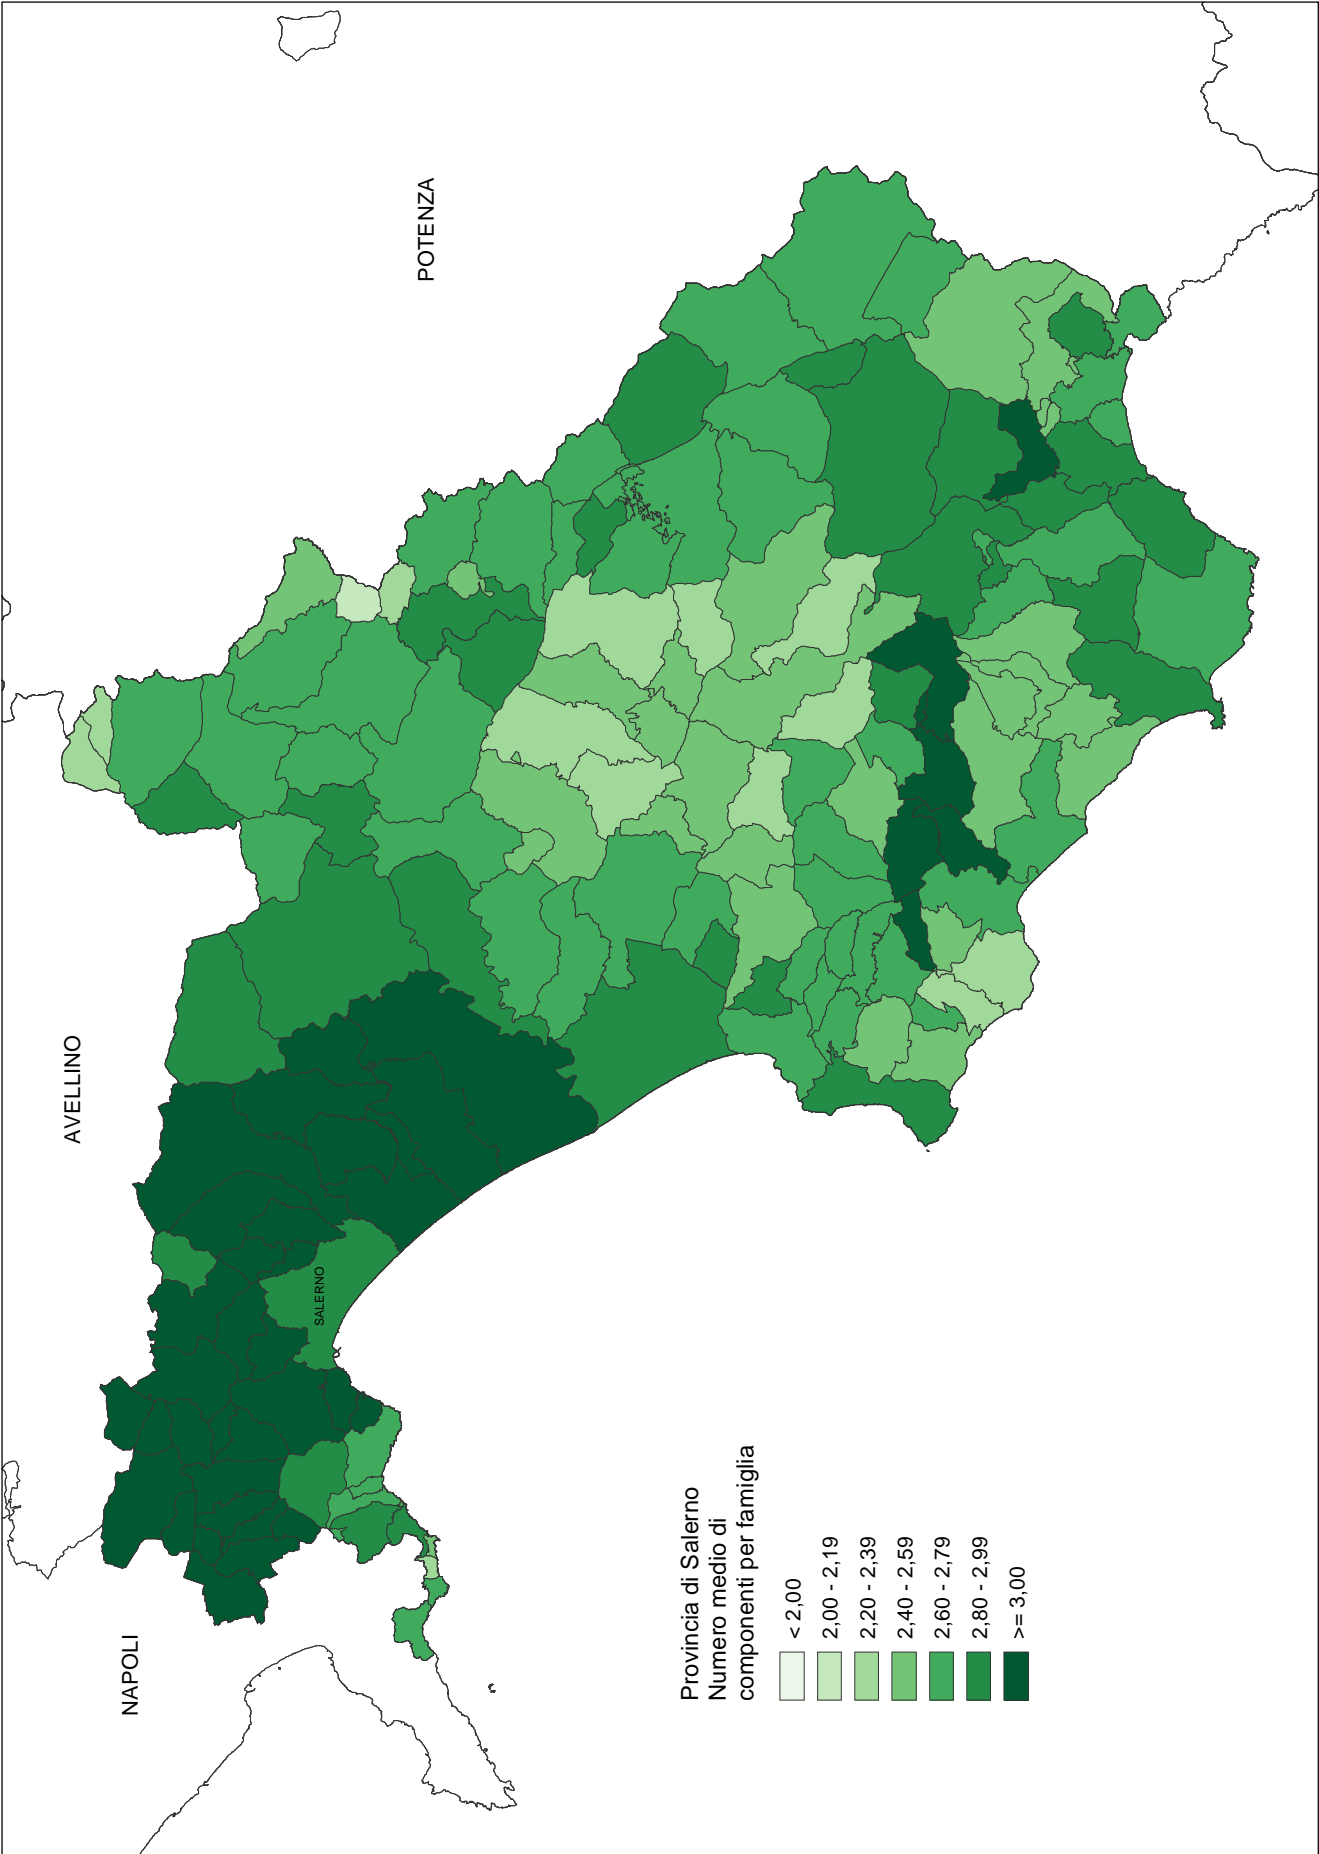 POTENZA
AVELLINO
SALERNO
NAPOLI
Provincia di Salerno
Numero medio di
componenti per famiglia
< 2,00
2,00 - 2,19
2,20 - 2,39
2,40 - 2,59
2,60 - 2,79
2,80 - 2,99
>= 3,00